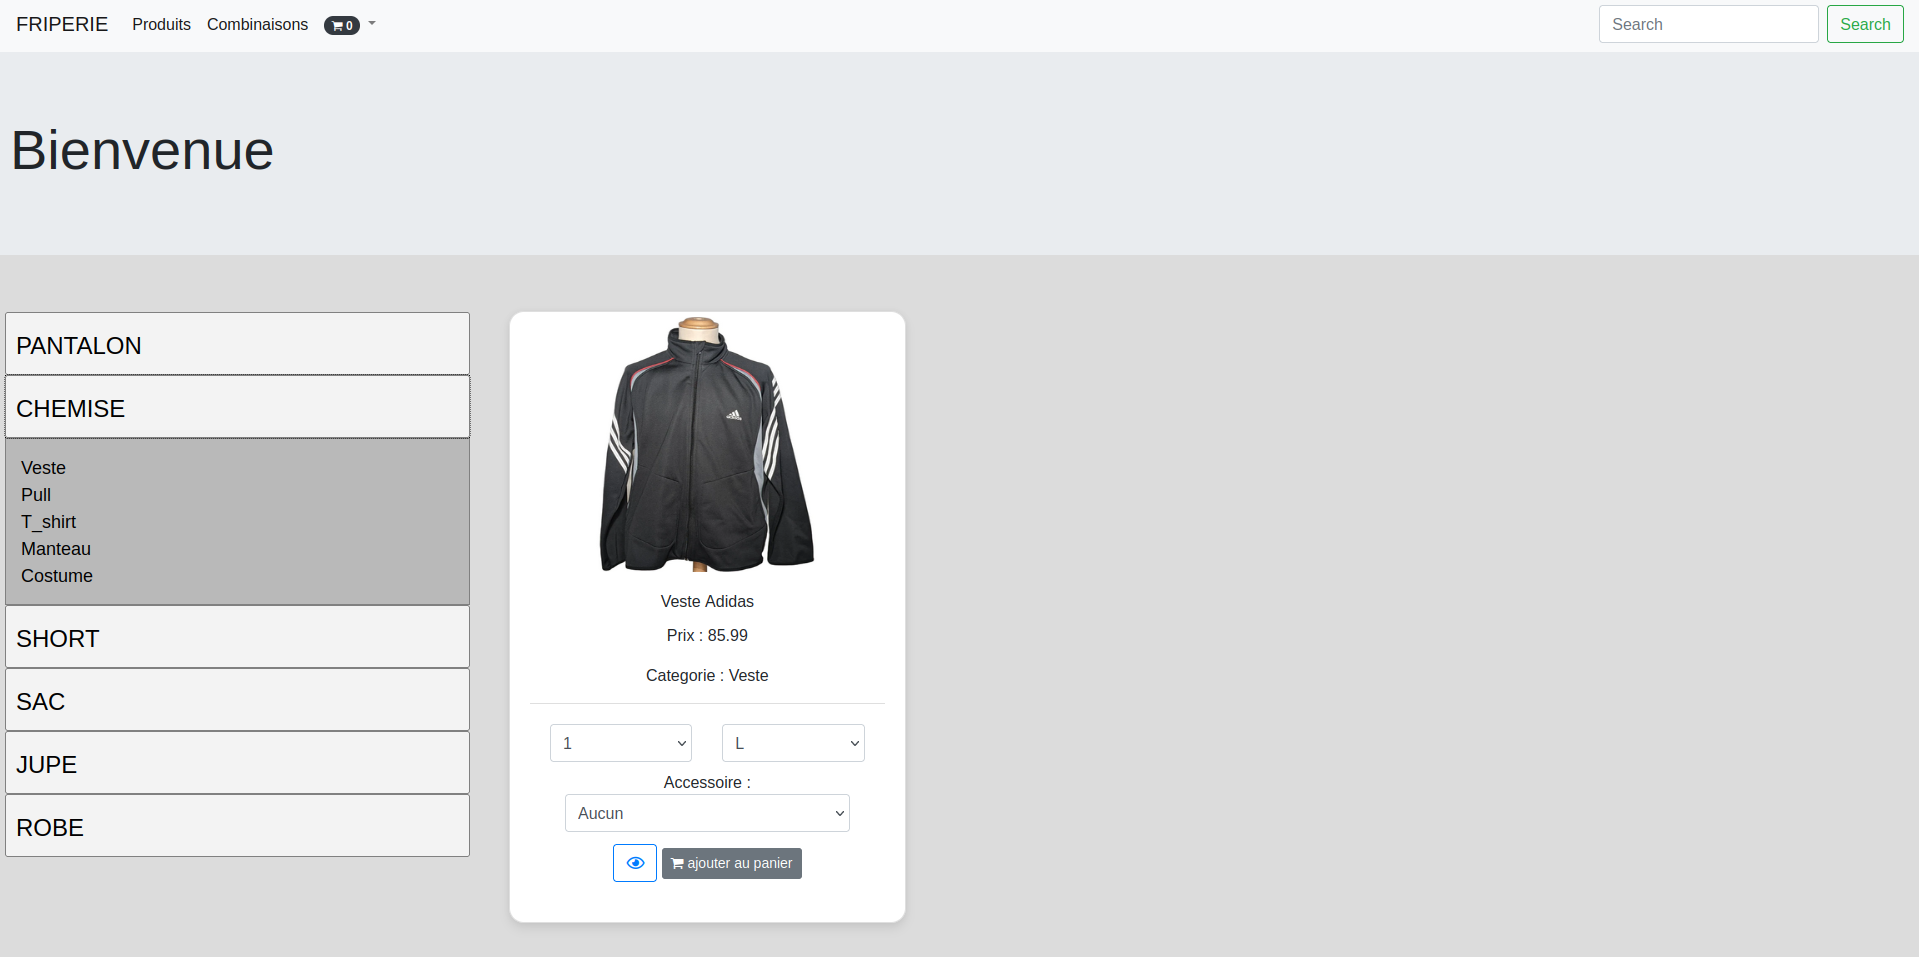 FRIPERIE Produits Combinaisons 0 Search Search
Bienvenue
PANTALON
CHEMISE
Veste
Pull
T_shirt
Manteau
Costume
SHORT
SAC
JUPE
ROBE
Veste Adidas
Prix : 85.99
Categorie : Veste
1 L
Accessoire :
Aucun
ajouter au panier